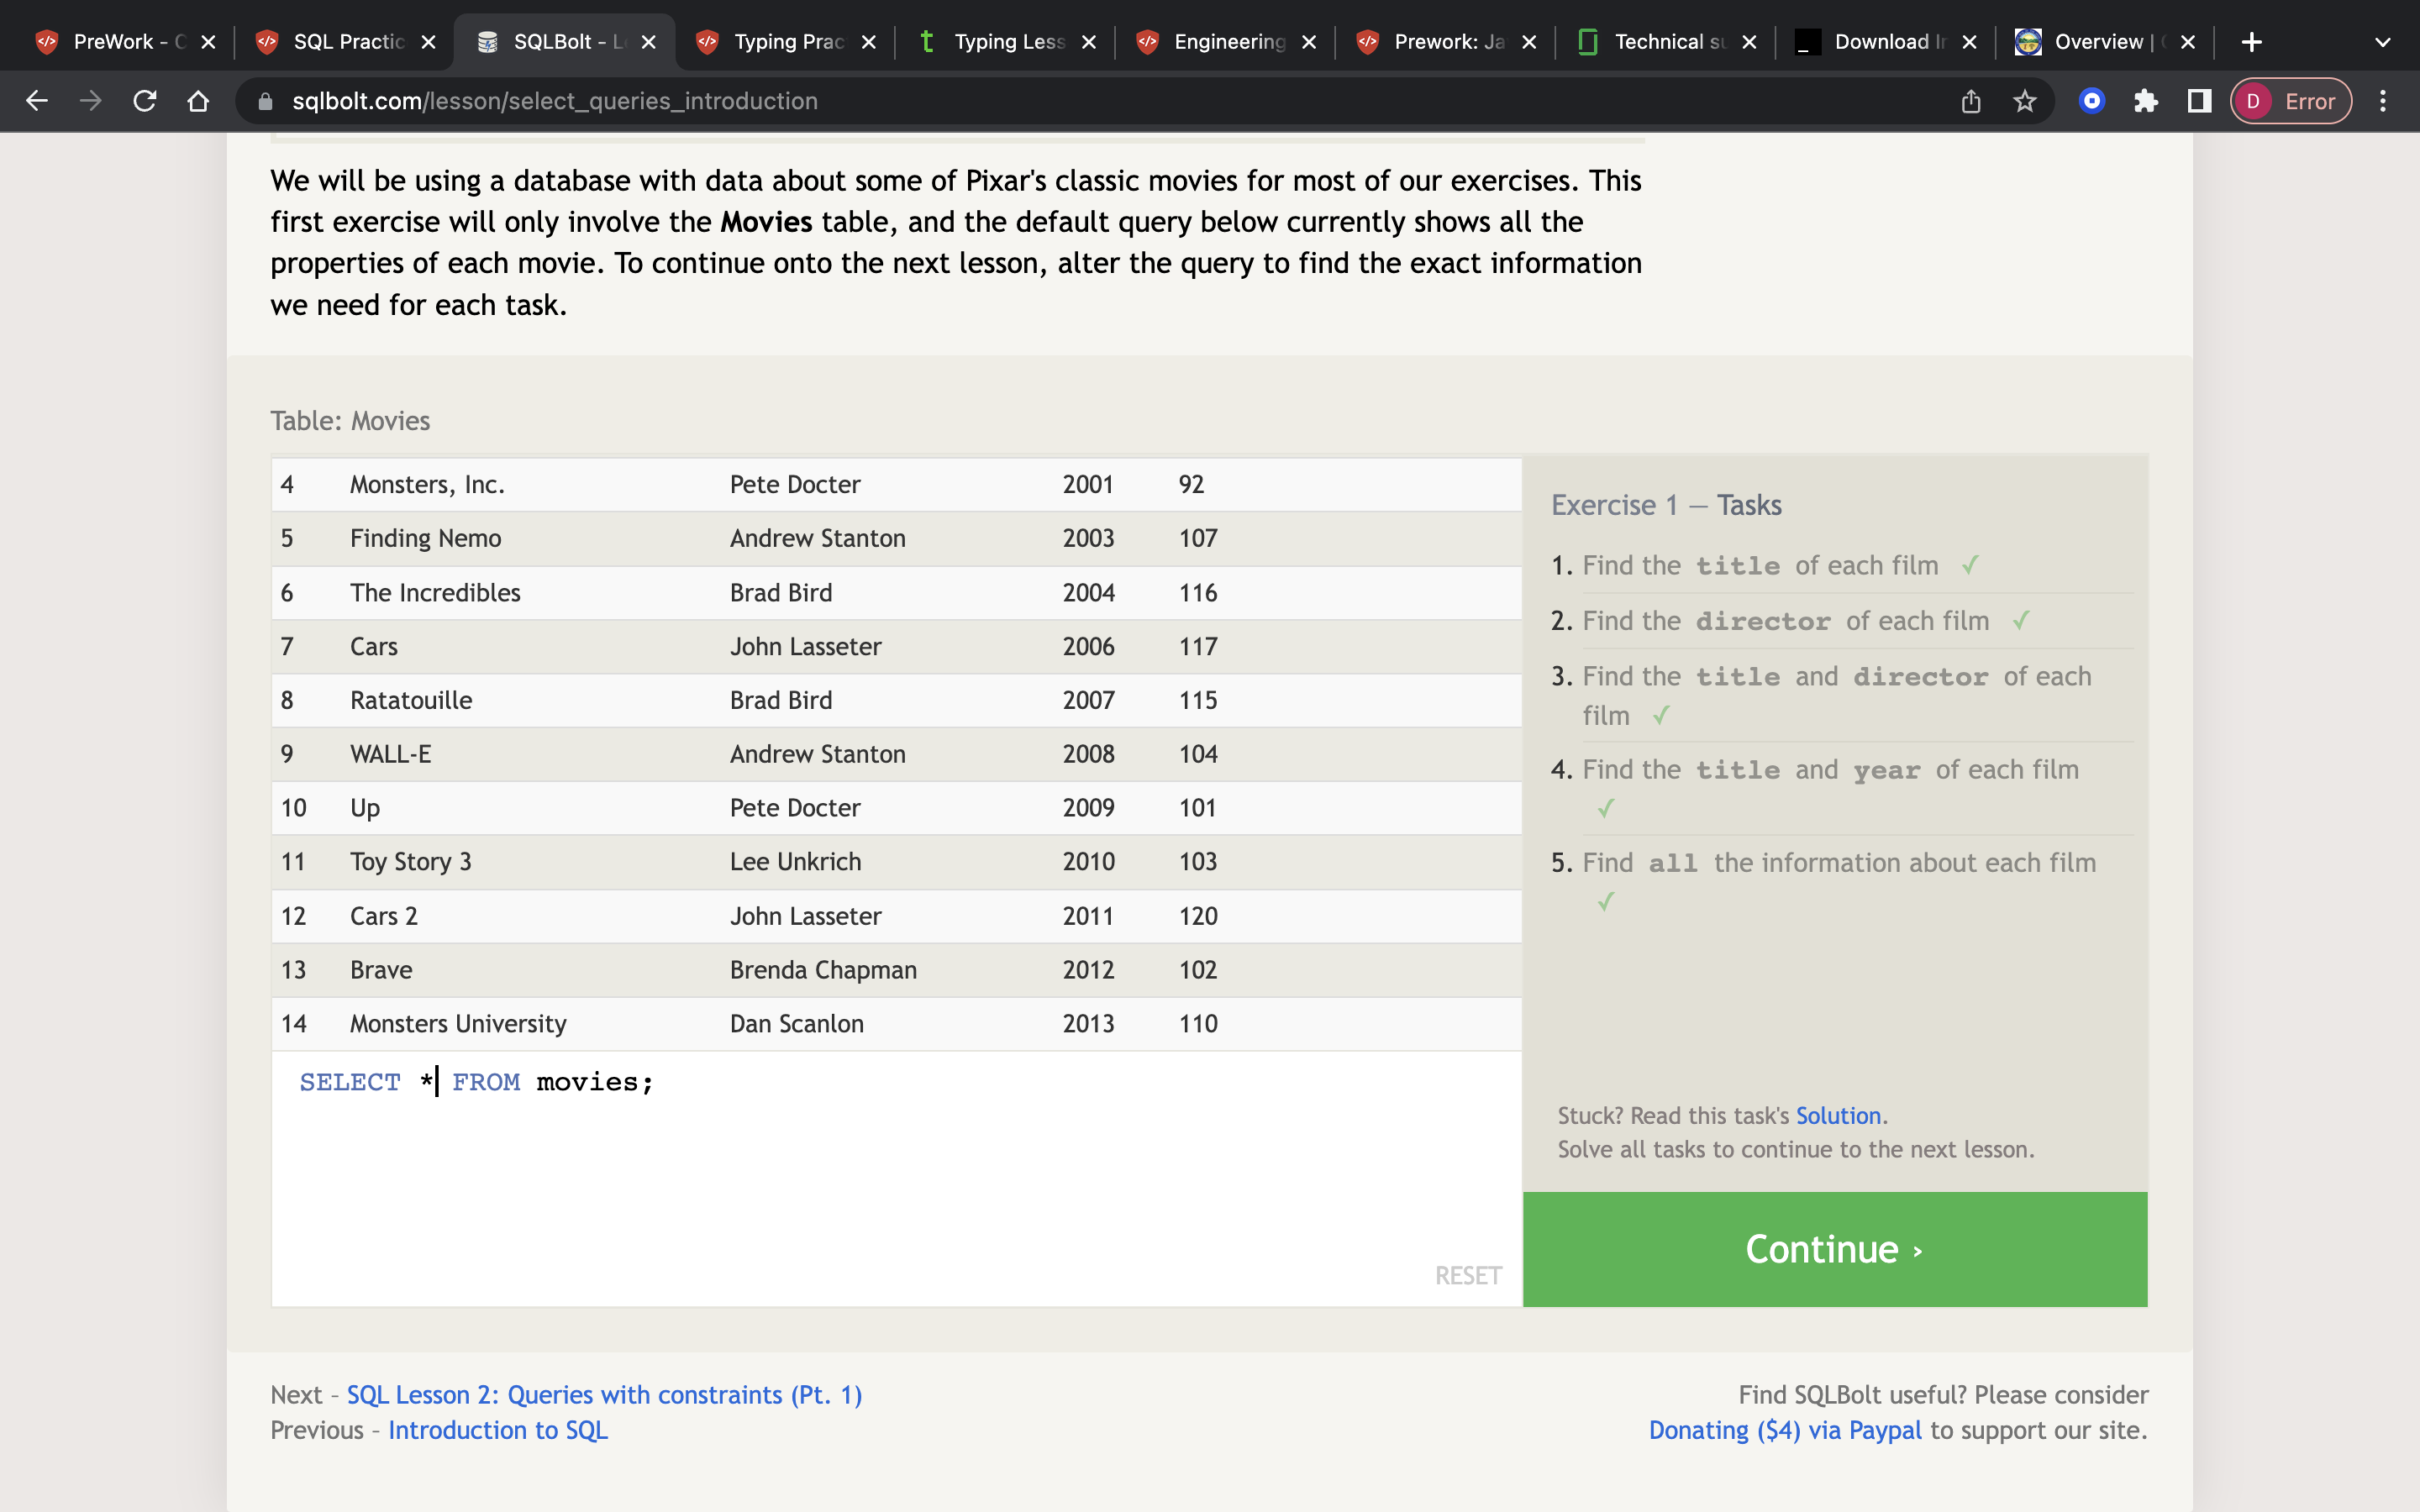 PreWork - C
SQL Practic
SQLBolt - L
Typing Prac
t Typing Less
Engineering
Prework: Ja
Technical su
Download Ir
Overview |
sqlbolt.com/lesson/select_queries_introduction
D Error
We will be using a database with data about some of Pixar's classic movies for most of our exercises. This
first exercise will only involve the Movies table, and the default query below currently shows all the
properties of each movie. To continue onto the next lesson, alter the query to find the exact information
we need for each task.
Table: Movies
4 Monsters, Inc. Pete Docter 2001 92
5 Finding Nemo Andrew Stanton 2003 107
6 The Incredibles Brad Bird 2004 116
7 Cars John Lasseter 2006 117
8 Ratatouille Brad Bird 2007 115
9 WALL-E Andrew Stanton 2008 104
10 Up Pete Docter 2009 101
11 Toy Story 3 Lee Unkrich 2010 103
12 Cars 2 John Lasseter 2011 120
13 Brave Brenda Chapman 2012 102
14 Monsters University Dan Scanlon 2013 110
SELECT * FROM movies;
RESET
Exercise 1 — Tasks
1. Find the title of each film ✓
2. Find the director of each film ✓
3. Find the title and director of each
film ✓
4. Find the title and year of each film
✓
5. Find all the information about each film
✓
Stuck? Read this task's Solution.
Solve all tasks to continue to the next lesson.
Continue ›
Next – SQL Lesson 2: Queries with constraints (Pt. 1)
Previous – Introduction to SQL
Find SQLBolt useful? Please consider
Donating ($4) via Paypal to support our site.